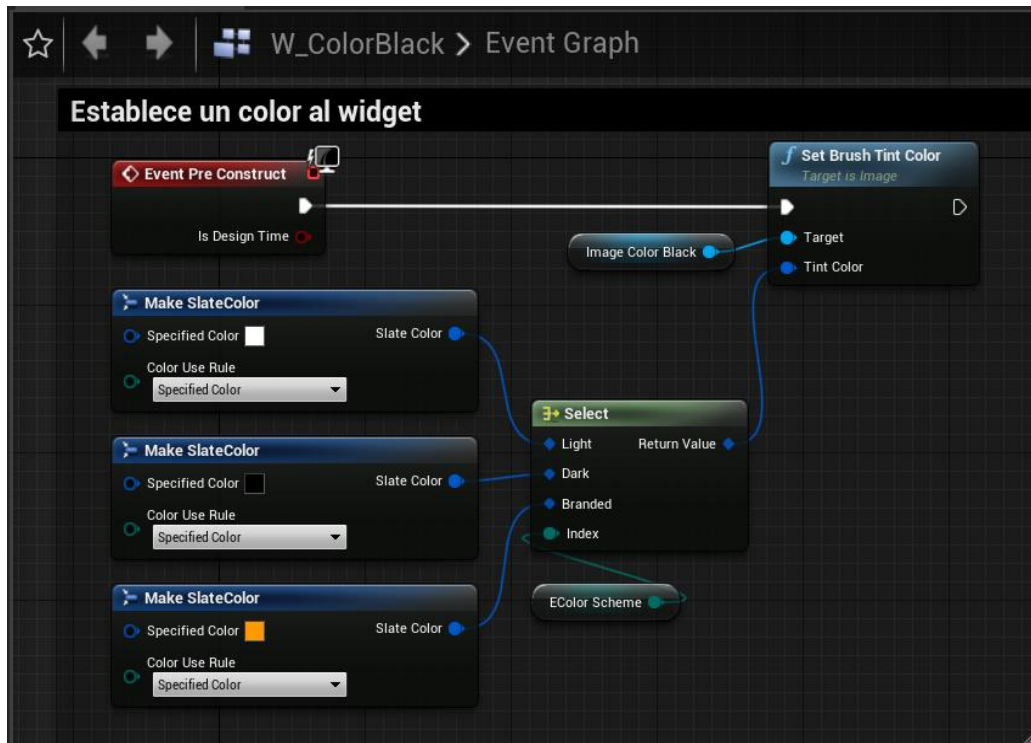 W_ColorBlack > Event Graph
Establece un color al widget
Event Pre Construct
Is Design Time
Set Brush Tint Color
Target is Image
Target
Tint Color
Image Color Black
Make SlateColor
Specified Color
Slate Color
Color Use Rule
Specified Color
Make SlateColor
Specified Color
Slate Color
Color Use Rule
Specified Color
Make SlateColor
Specified Color
Slate Color
Color Use Rule
Specified Color
Select
Light
Return Value
Dark
Branded
Index
EColor Scheme